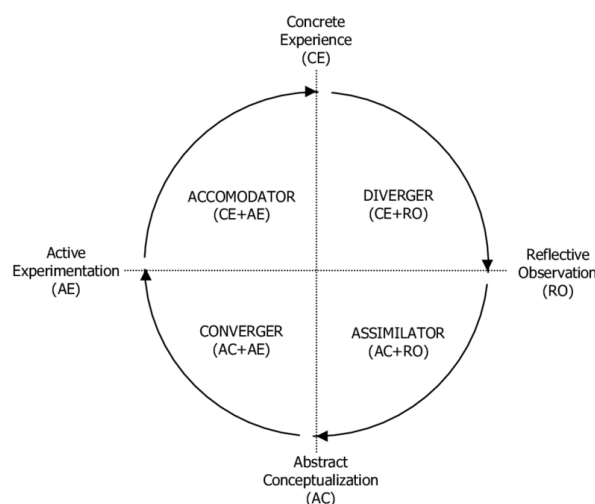 Concrete
Experience
(CE)
ACCOMODATOR
(CE+AE)
DIVERGER
(CE+RO)
Active
Experimentation
(AE)
Reflective
Observation
(RO)
CONVERGER
(AC+AE)
ASSIMILATOR
(AC+RO)
Abstract
Conceptualization
(AC)